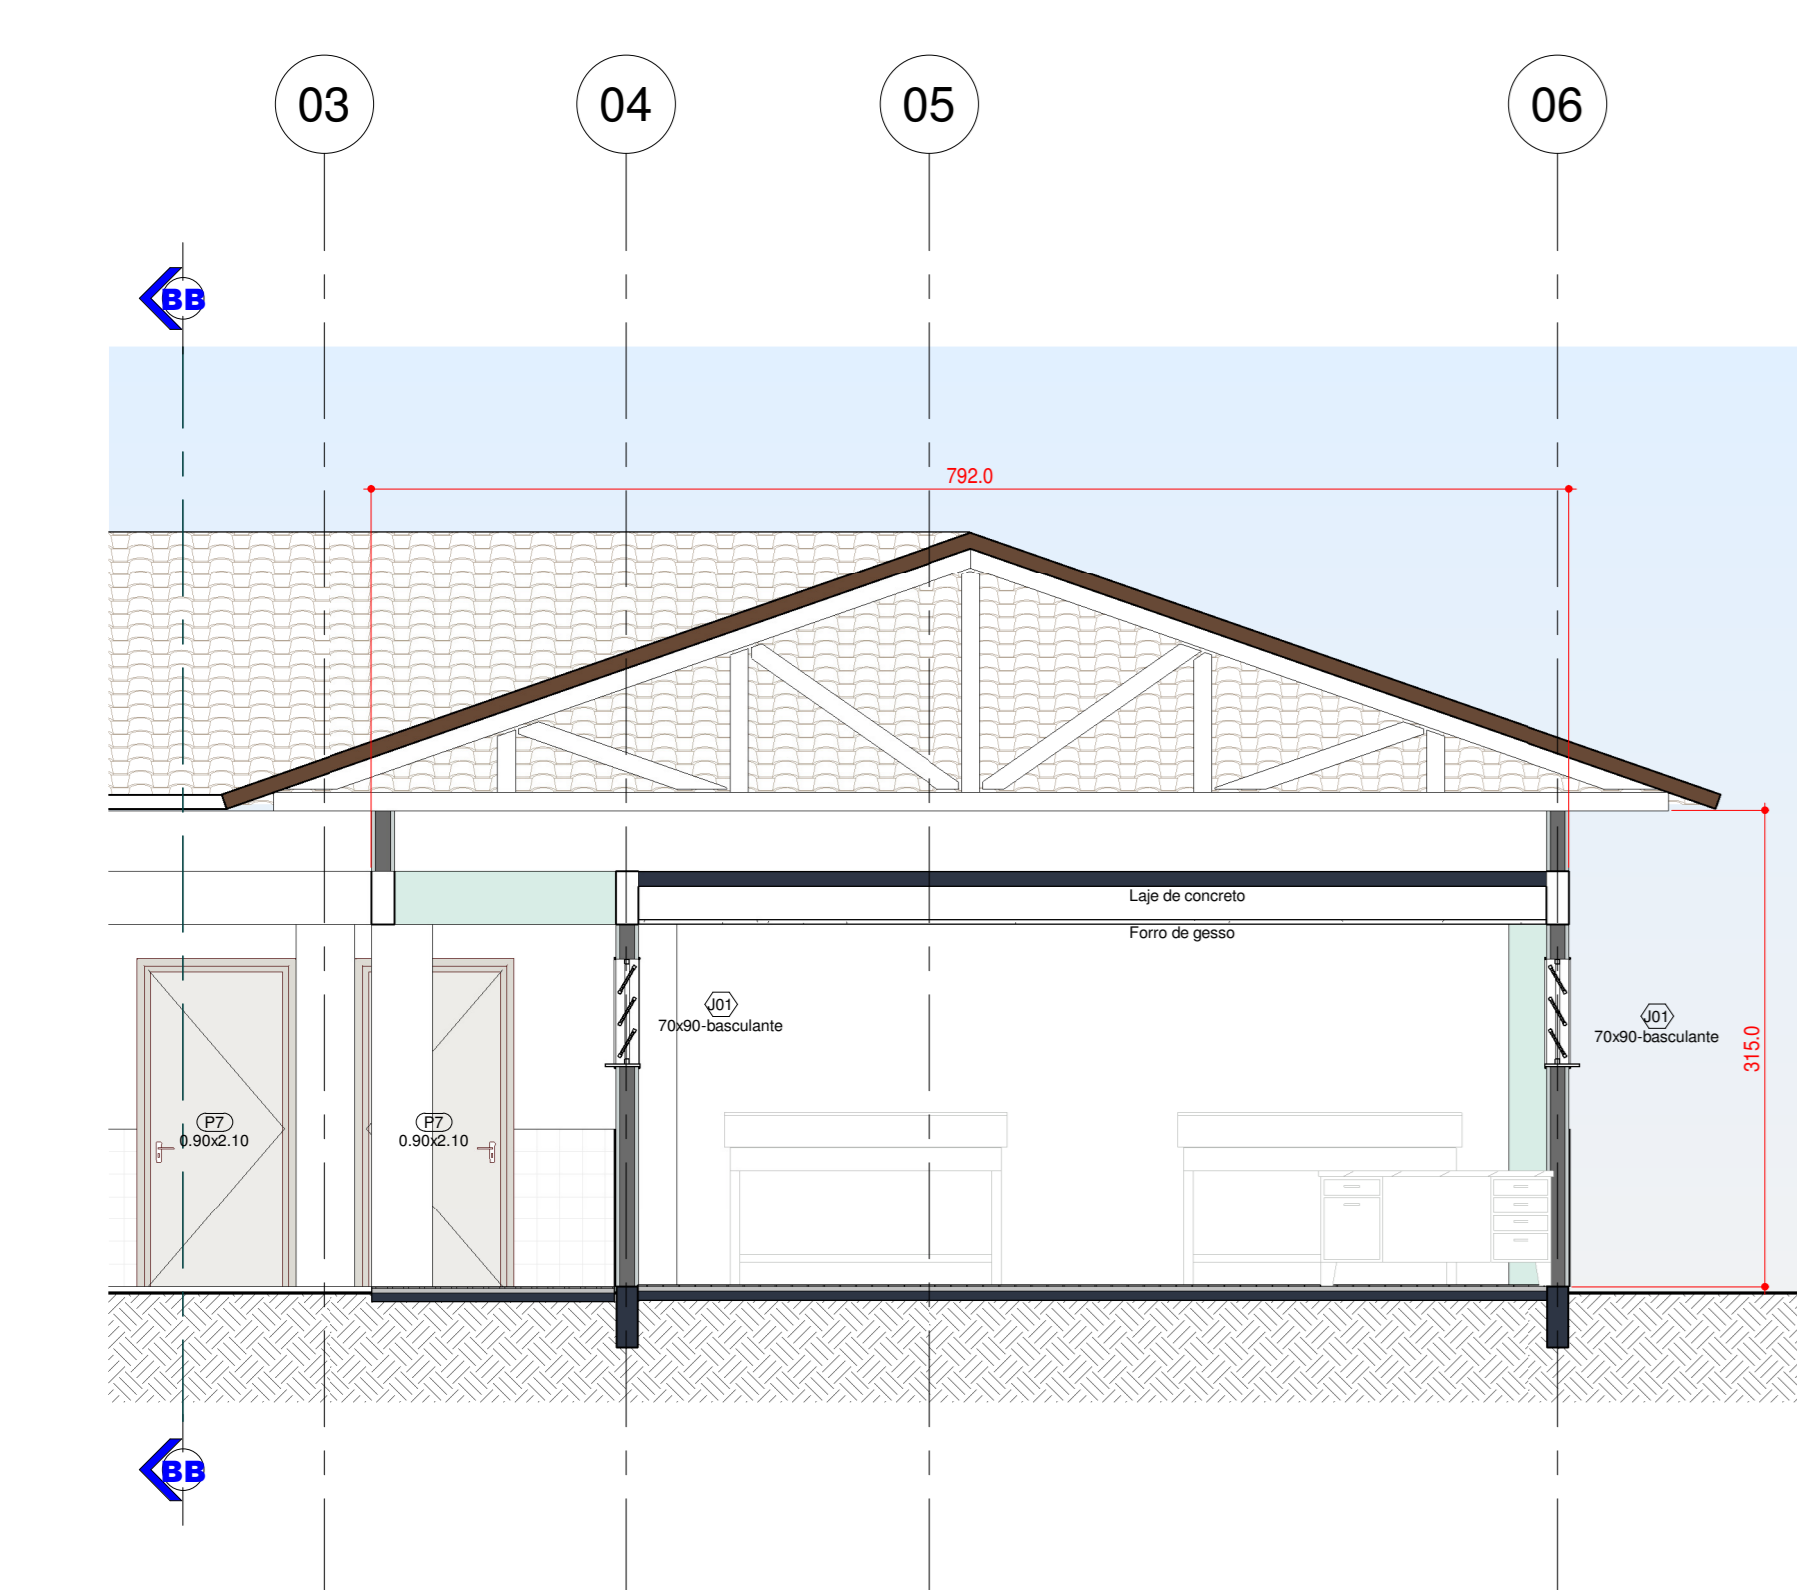 03 04 05 06
BB
792.0
Laje de concreto
Forro de gesso
J01
70x90-basculante
J01
70x90-basculante
315.0
P7
0.90x2.10
P7
0.90x2.10
BB